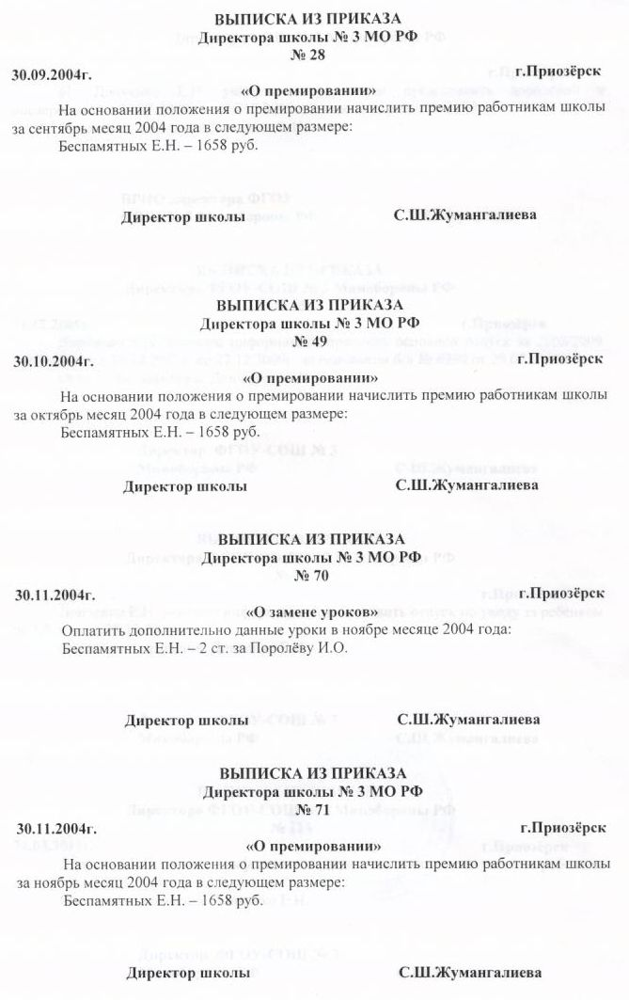 ВЫПИСКА ИЗ ПРИКАЗА
Директора школы № 3 МО РФ
№ 28
30.09.2004г. г.Приозёрск
«О премировании»
На основании положения о премировании начислить премию работникам школы
за сентябрь месяц 2004 года в следующем размере:
Беспамятных Е.Н. – 1658 руб.
Директор школы С.Ш.Жумангалиева
ВЫПИСКА ИЗ ПРИКАЗА
Директора школы № 3 МО РФ
№ 49
30.10.2004г. г.Приозёрск
«О премировании»
На основании положения о премировании начислить премию работникам школы
за октябрь месяц 2004 года в следующем размере:
Беспамятных Е.Н. – 1658 руб.
Директор школы С.Ш.Жумангалиева
ВЫПИСКА ИЗ ПРИКАЗА
Директора школы № 3 МО РФ
№ 70
30.11.2004г. г.Приозёрск
«О замене уроков»
Оплатить дополнительно данные уроки в ноябре месяце 2004 года:
Беспамятных Е.Н. – 2 ст. за Поролёву И.О.
Директор школы С.Ш.Жумангалиева
ВЫПИСКА ИЗ ПРИКАЗА
Директора школы № 3 МО РФ
№ 71
30.11.2004г. г.Приозёрск
«О премировании»
На основании положения о премировании начислить премию работникам школы
за ноябрь месяц 2004 года в следующем размере:
Беспамятных Е.Н. – 1658 руб.
Директор школы С.Ш.Жумангалиева